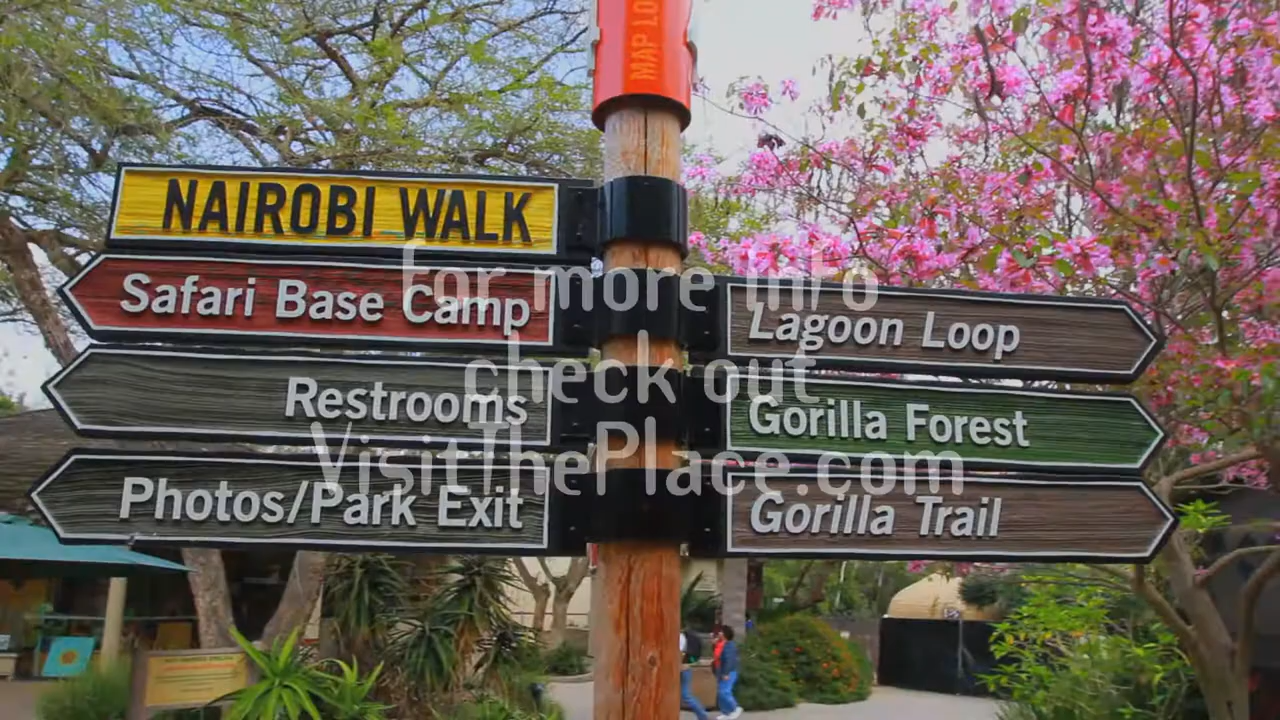 MAP LO
NAIROBI WALK
Safari Base Camp
Restrooms
Photos/Park Exit
Lagoon Loop
Gorilla Forest
Gorilla Trail
for more info
check out
VisitThePlace.com